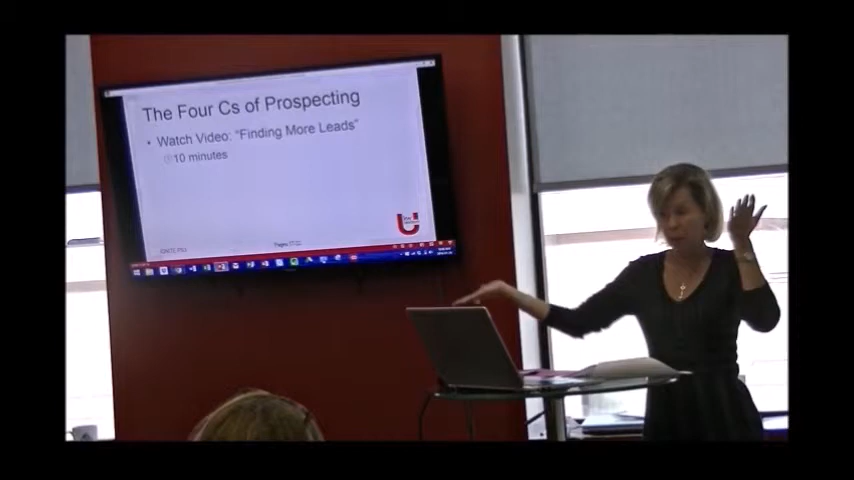 The Four Cs of Prospecting
• Watch Video: "Finding More Leads"
10 minutes